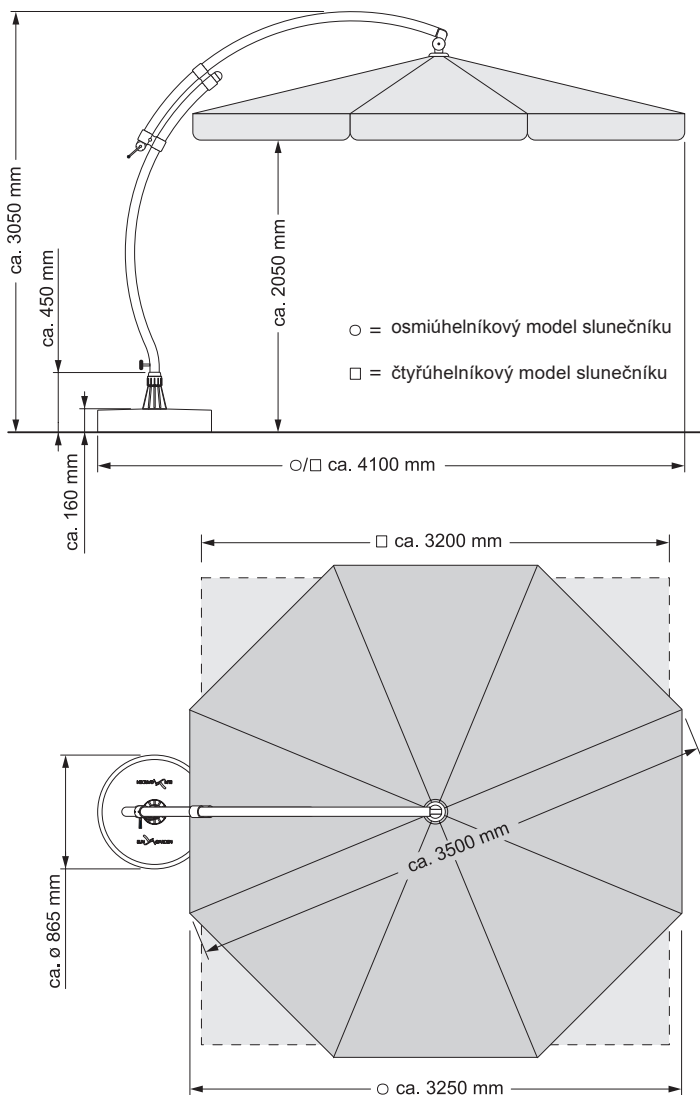 ca. 3050 mm
ca. 450 mm
ca. 2050 mm
○ = osmiúhelníkový model slunečníku
□ = čtyřúhelníkový model slunečníku
○/□ ca. 4100 mm
ca. 160 mm
□ ca. 3200 mm
ca. 3500 mm
ca. ø 865 mm
○ ca. 3250 mm